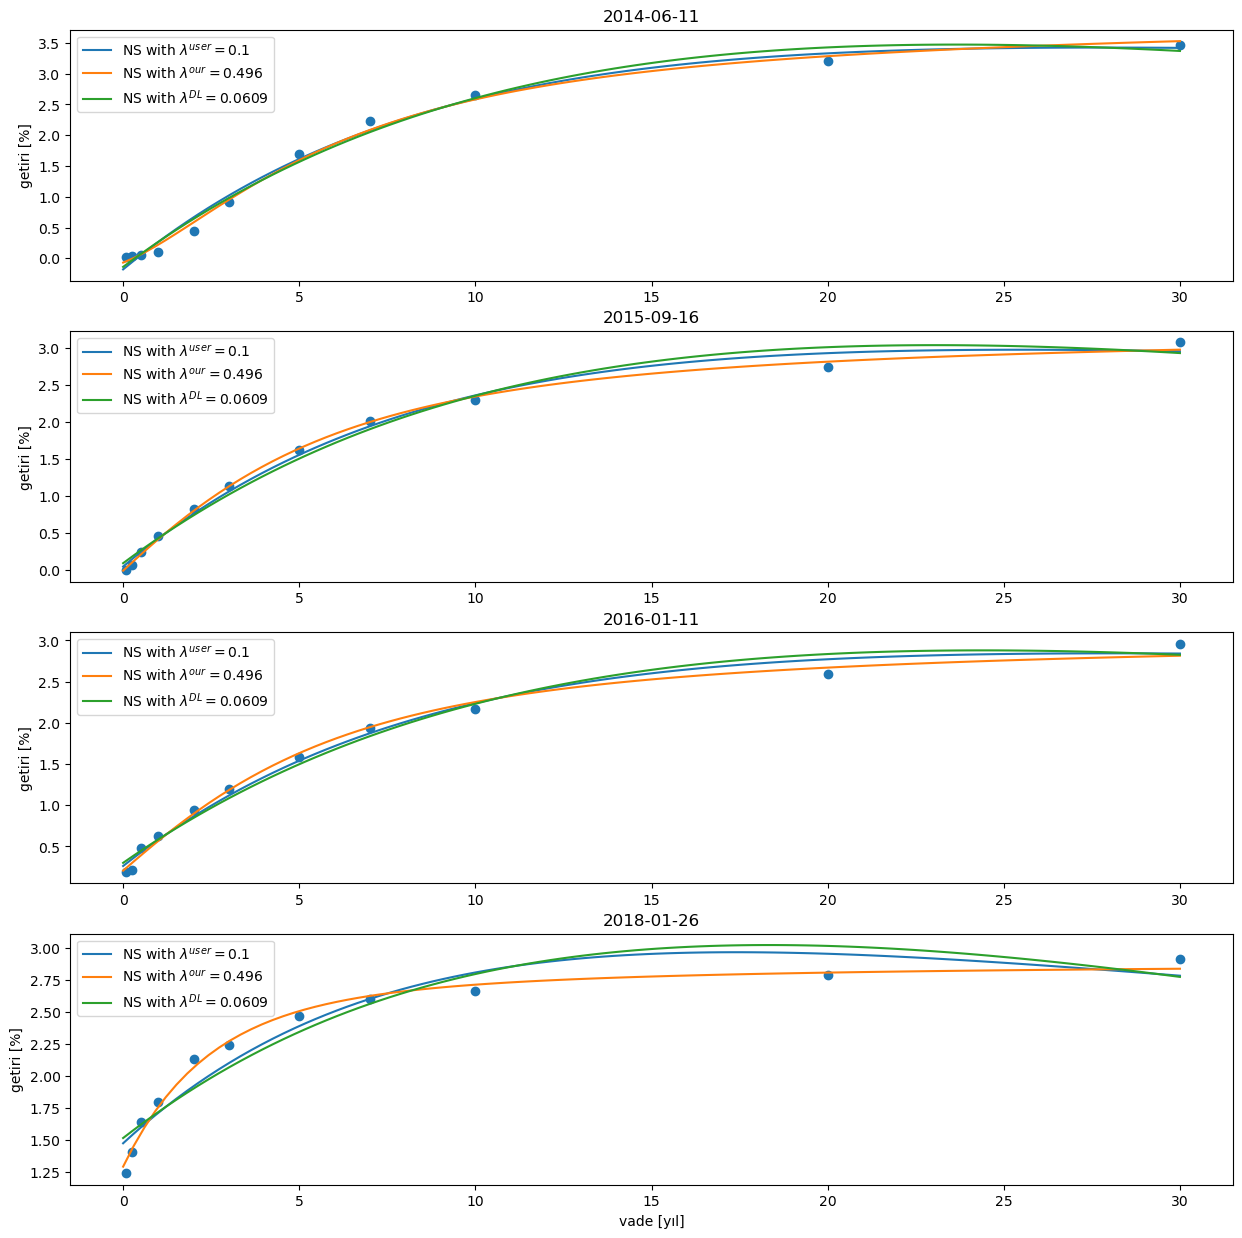 2014-06-11
NS with λ^user = 0.1
NS with λ^our = 0.496
NS with λ^DL = 0.0609
getiri [%]
3.5
3.0
2.5
2.0
1.5
1.0
0.5
0.0
0 5 10 15 20 25 30
2015-09-16
NS with λ^user = 0.1
NS with λ^our = 0.496
NS with λ^DL = 0.0609
getiri [%]
3.0
2.5
2.0
1.5
1.0
0.5
0.0
0 5 10 15 20 25 30
2016-01-11
NS with λ^user = 0.1
NS with λ^our = 0.496
NS with λ^DL = 0.0609
getiri [%]
3.0
2.5
2.0
1.5
1.0
0.5
0 5 10 15 20 25 30
2018-01-26
NS with λ^user = 0.1
NS with λ^our = 0.496
NS with λ^DL = 0.0609
getiri [%]
3.00
2.75
2.50
2.25
2.00
1.75
1.50
1.25
0 5 10 15 20 25 30
vade [yıl]